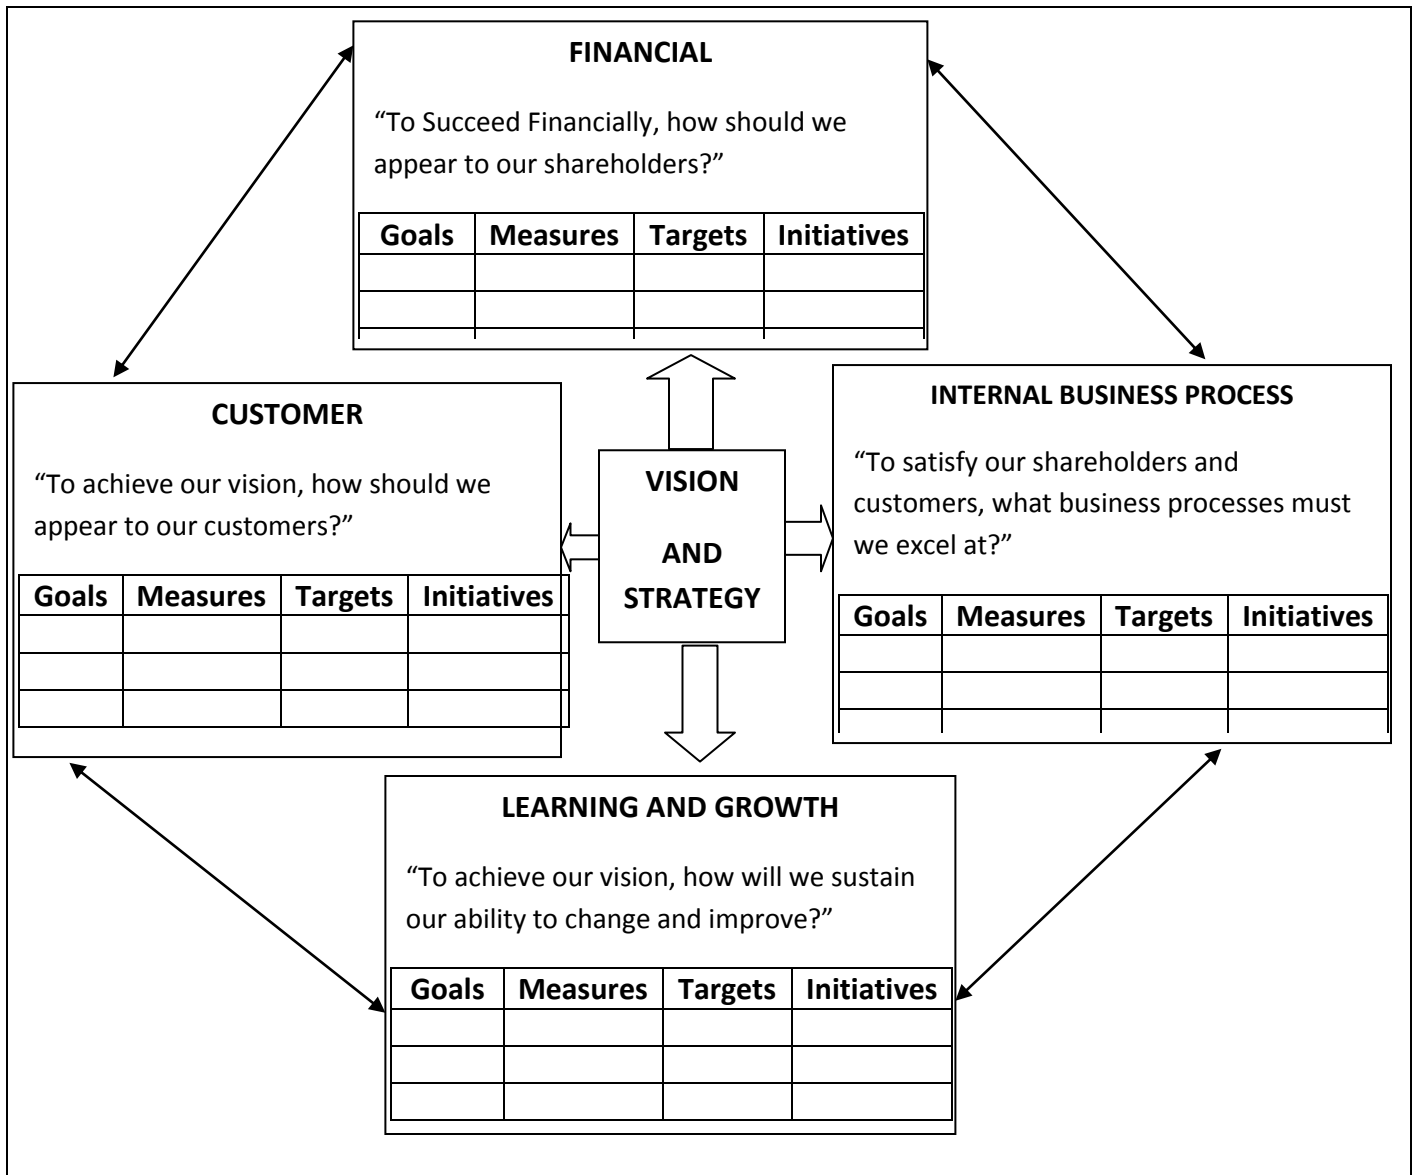 FINANCIAL
“To Succeed Financially, how should we
appear to our shareholders?”
Goals Measures Targets Initiatives
CUSTOMER
“To achieve our vision, how should we
appear to our customers?”
Goals Measures Targets Initiatives
VISION
AND
STRATEGY
INTERNAL BUSINESS PROCESS
“To satisfy our shareholders and
customers, what business processes must
we excel at?”
Goals Measures Targets Initiatives
LEARNING AND GROWTH
“To achieve our vision, how will we sustain
our ability to change and improve?”
Goals Measures Targets Initiatives